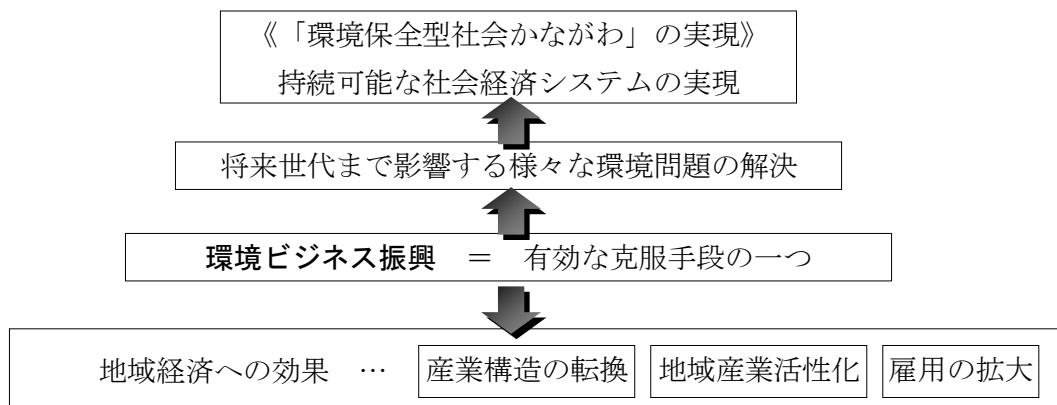 《「環境保全型社会かながわ」の実現》
持続可能な社会経済システムの実現
将来世代まで影響する様々な環境問題の解決
環境ビジネス振興 ＝ 有効な克服手段の一つ
地域経済への効果 … 産業構造の転換 地域産業活性化 雇用の拡大